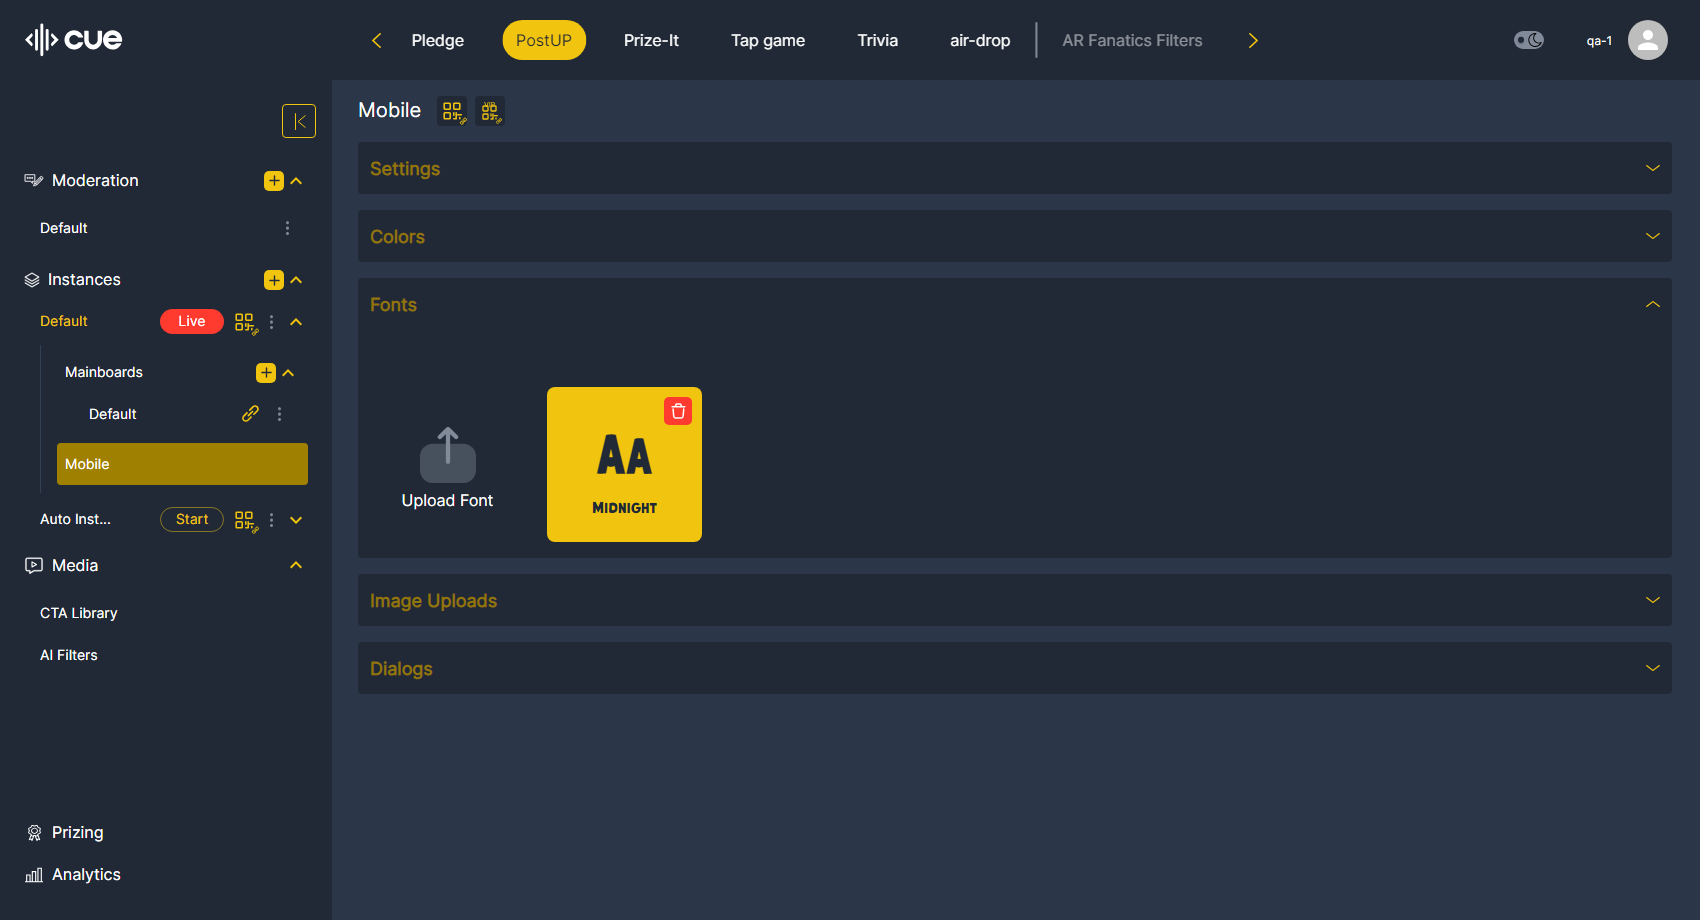 cue
Pledge
PostUP
Prize-It
Tap game
Trivia
air-drop
AR Fanatics Filters
qa-1
Moderation
Default
Instances
Default
Live
Mainboards
Default
Mobile
Auto Inst...
Start
Media
CTA Library
AI Filters
Prizing
Analytics
Mobile
VIP
Settings
Colors
Fonts
Upload Font
AA
MIDNIGHT
Image Uploads
Dialogs